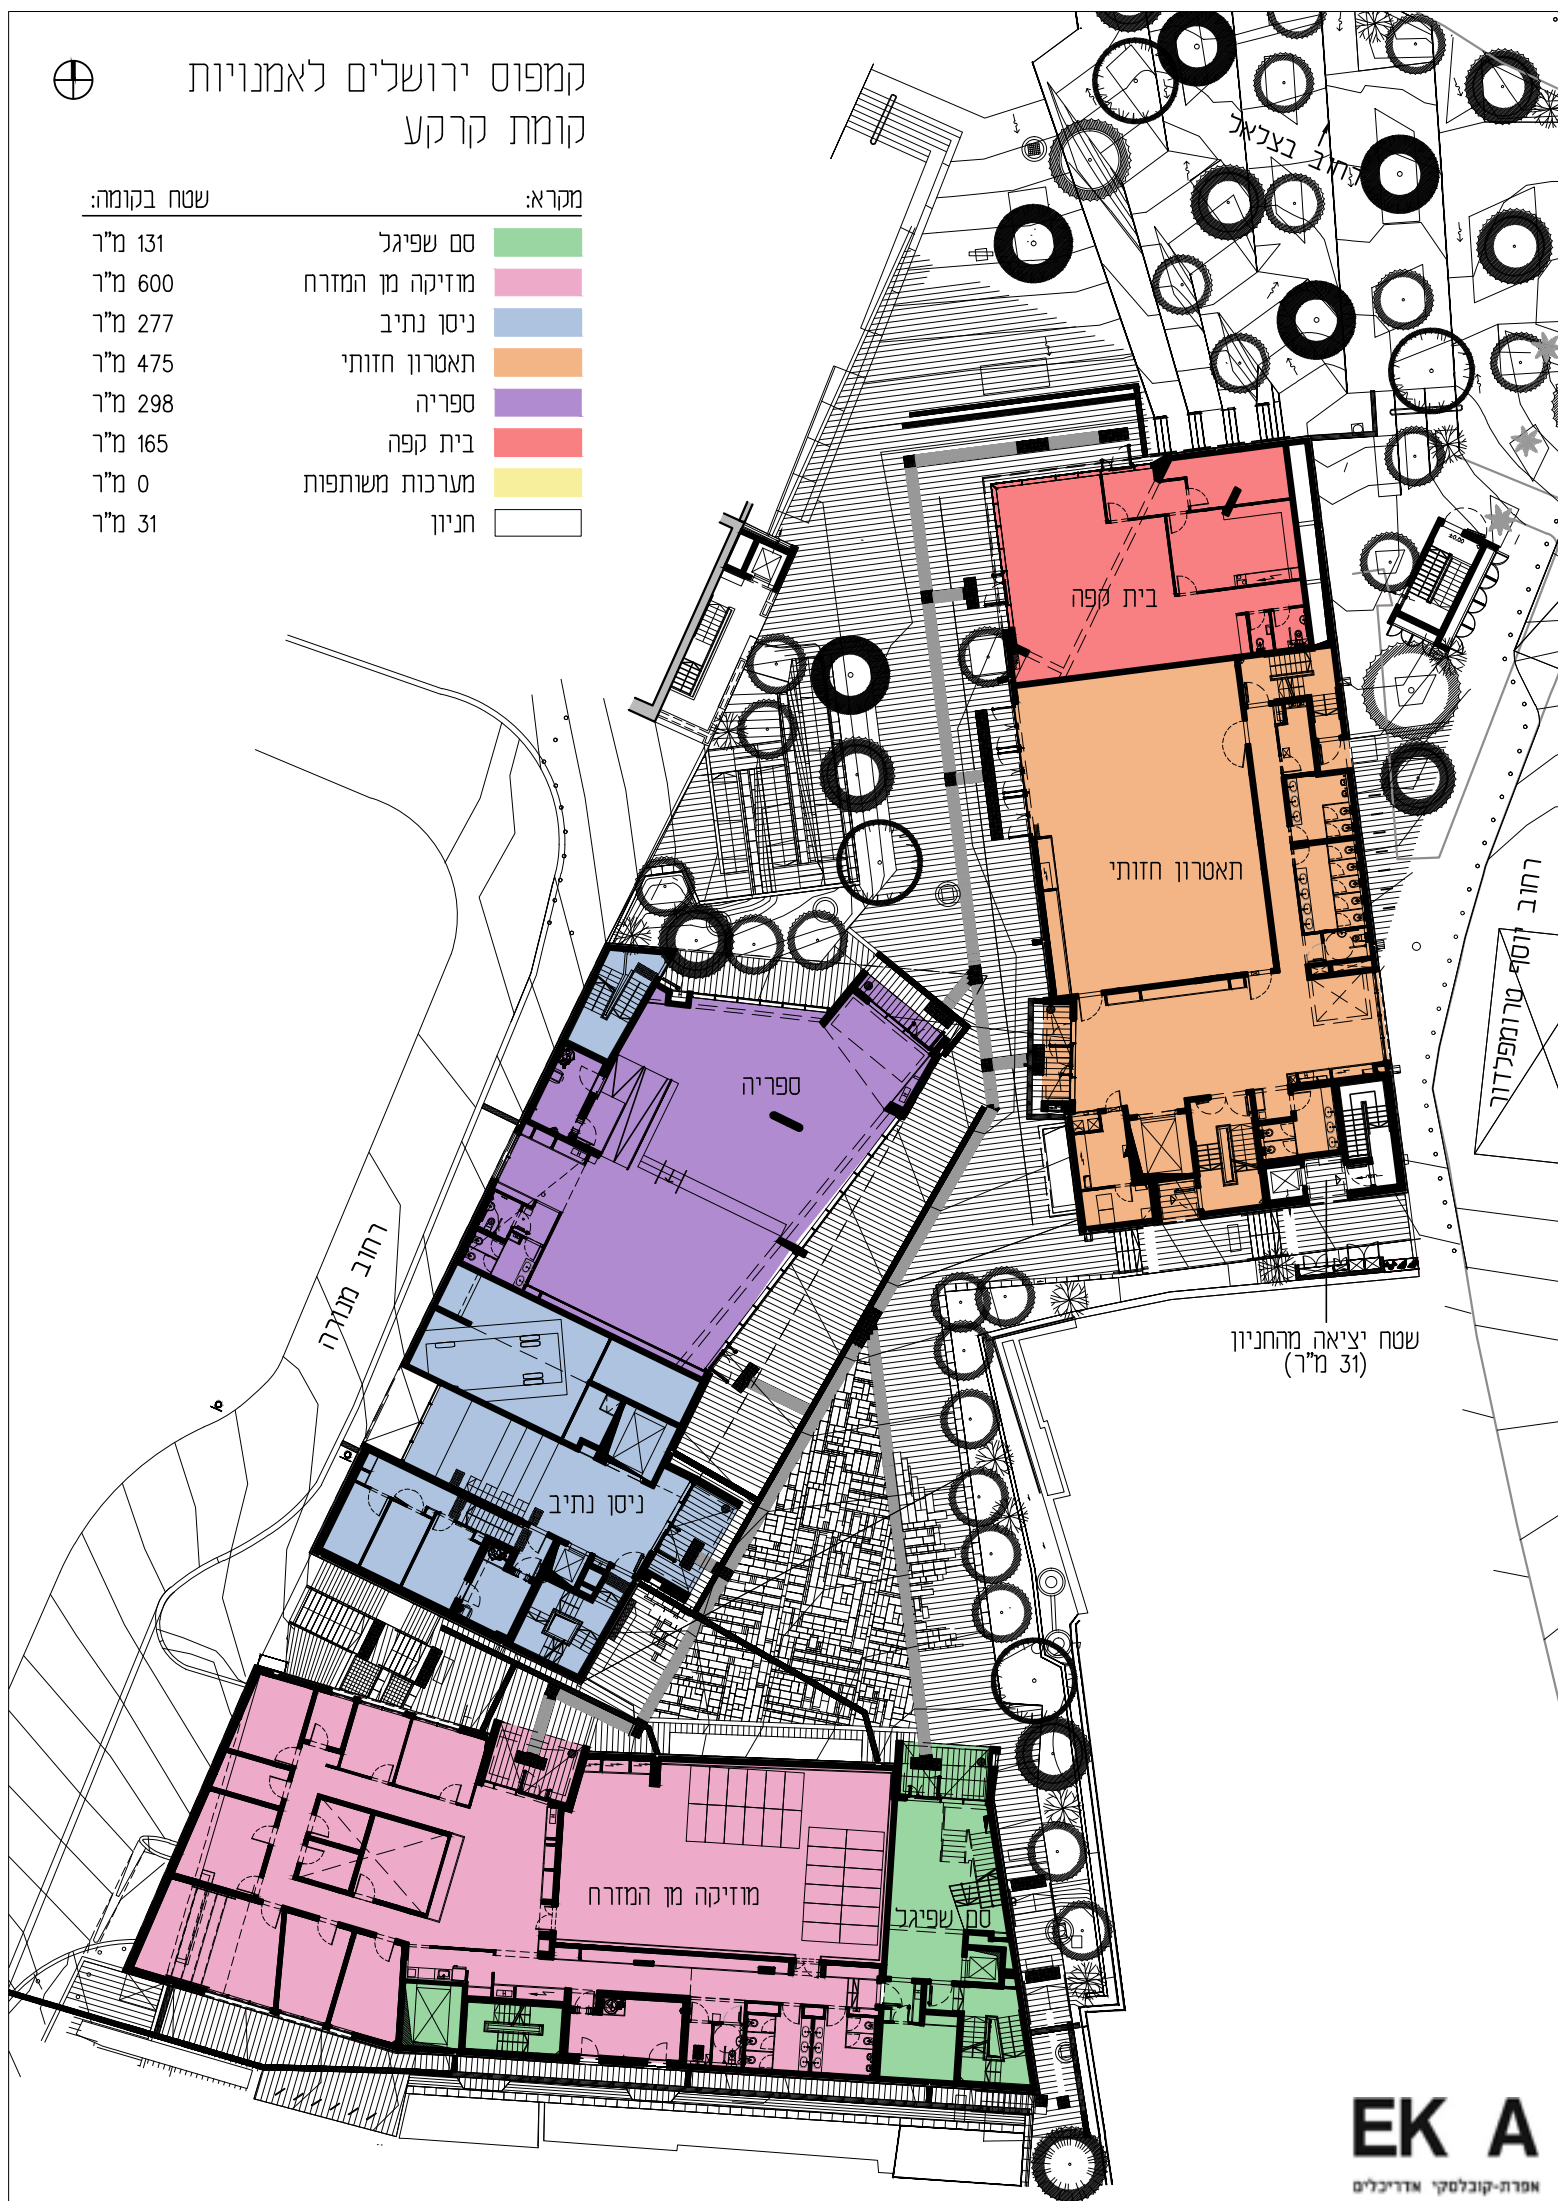 קמפוס ירושלים לאמנויות
קומת קרקע
מקרא: שטח בקומה:
סם שפיגל 131 מ"ר
מוזיקה מן המזרח 600 מ"ר
ניסן נתיב 277 מ"ר
תאטרון חזותי 475 מ"ר
ספריה 298 מ"ר
בית קפה 165 מ"ר
מערכות משותפות 0 מ"ר
חניון 31 מ"ר
רחוב בצלאל
בית קפה
תאטרון חזותי
רחוב יוסף טרומפלדור
ספריה
רחוב מנורה
שטח יציאה מהחניון
(31 מ"ר)
ניסן נתיב
מוזיקה מן המזרח
סם שפיגל
EK A
אפרת-קובלסקי אדריכלים